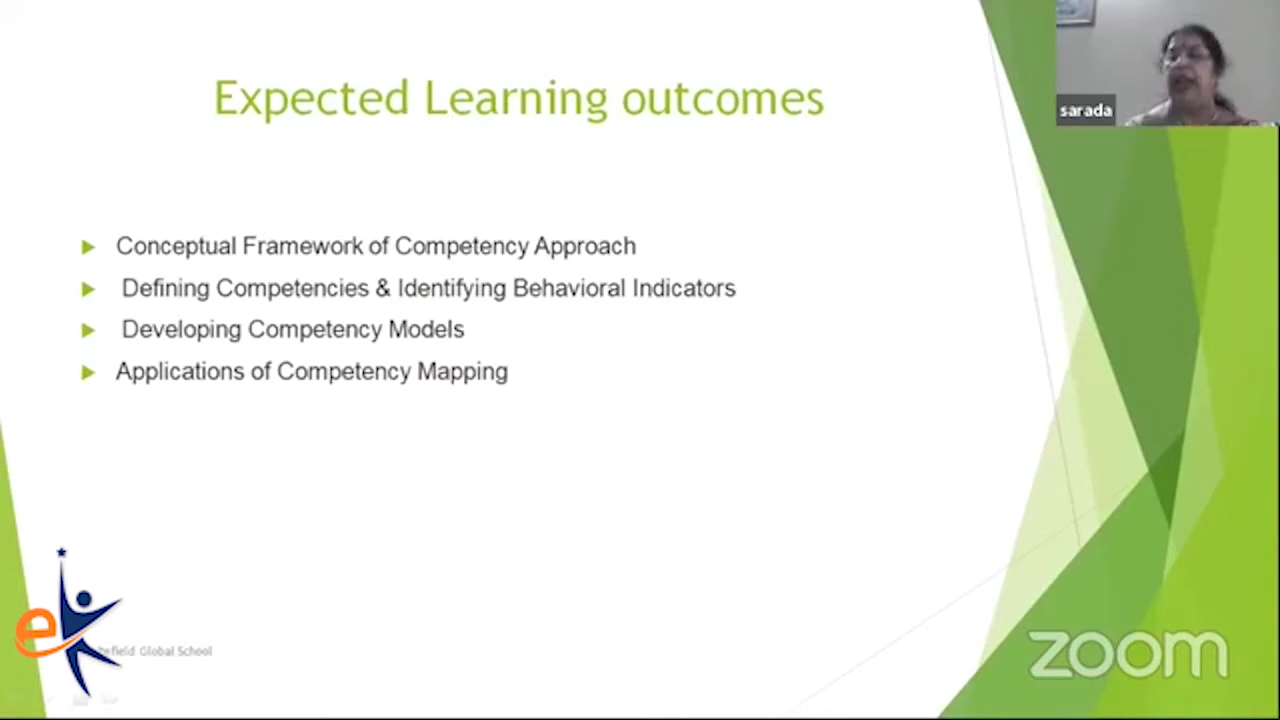 Expected Learning outcomes
sarada
Conceptual Framework of Competency Approach
Defining Competencies & Identifying Behavioral Indicators
Developing Competency Models
Applications of Competency Mapping
e
Global School
zoom